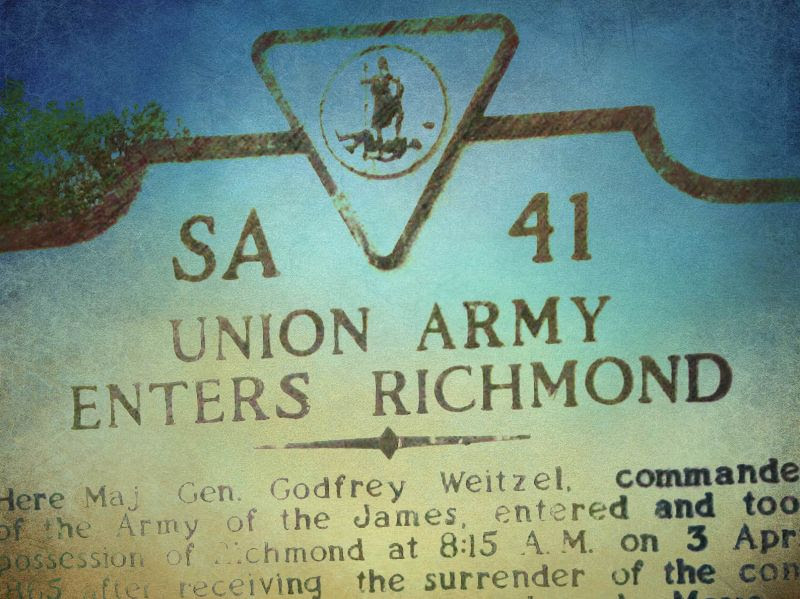 SA 41
UNION ARMY
ENTERS RICHMOND
Here Maj. Gen. Godfrey Weitzel, commande
of the Army of the James, entered and too
possession of chmond at 8:15 A.M. on 3 Apr
after receiving the surrender of the